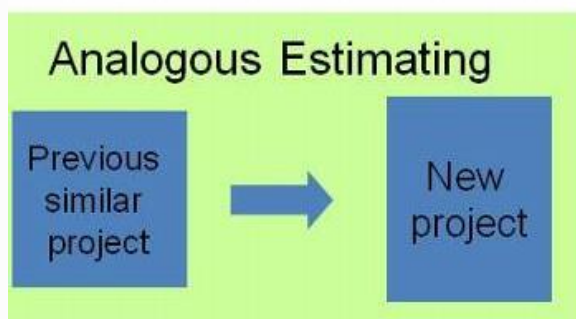 Analogous Estimating
Previous
similar
project
New
project